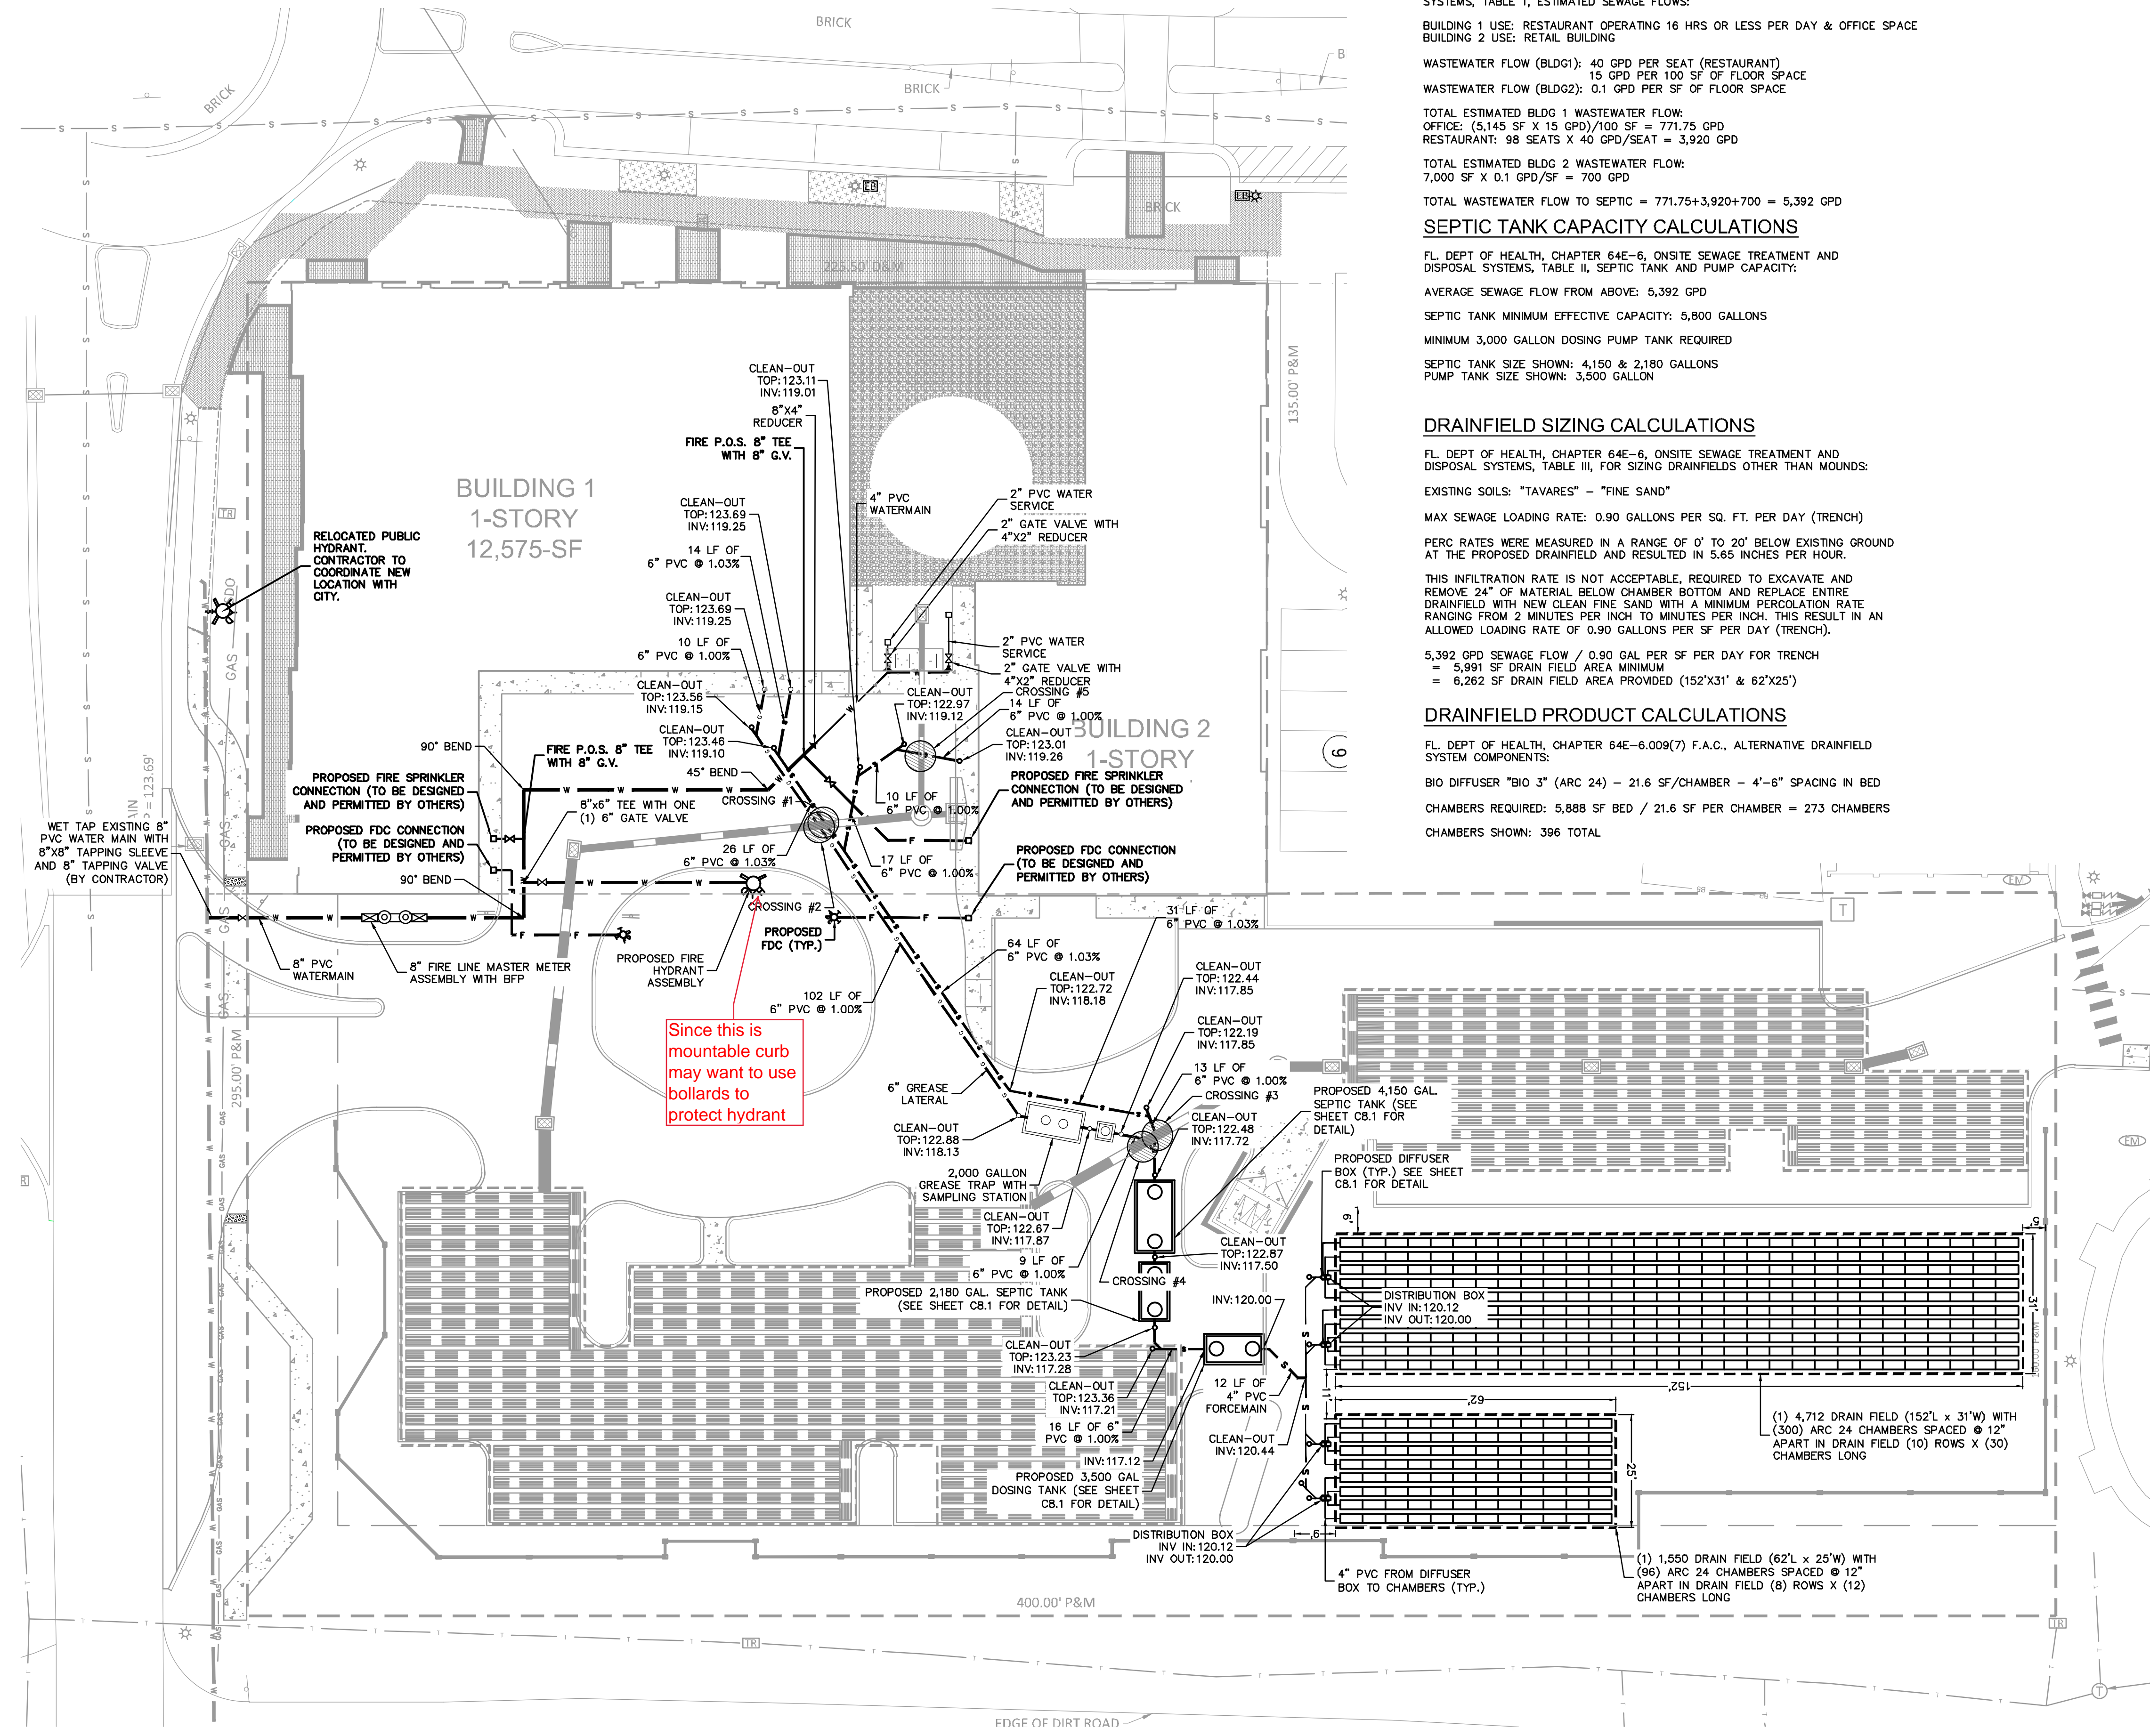 SYSTEMS, TABLE 1, ESTIMATED SEWAGE FLOWS:
BUILDING 1 USE: RESTAURANT OPERATING 16 HRS OR LESS PER DAY & OFFICE SPACE
BUILDING 2 USE: RETAIL BUILDING
WASTEWATER FLOW (BLDG1): 40 GPD PER SEAT (RESTAURANT)
15 GPD PER 100 SF OF FLOOR SPACE
WASTEWATER FLOW (BLDG2): 0.1 GPD PER SF OF FLOOR SPACE
TOTAL ESTIMATED BLDG 1 WASTEWATER FLOW:
OFFICE: (5,145 SF X 15 GPD)/100 SF = 771.75 GPD
RESTAURANT: 98 SEATS X 40 GPD/SEAT = 3,920 GPD
TOTAL ESTIMATED BLDG 2 WASTEWATER FLOW:
7,000 SF X 0.1 GPD/SF = 700 GPD
TOTAL WASTEWATER FLOW TO SEPTIC = 771.75+3,920+700 = 5,392 GPD
SEPTIC TANK CAPACITY CALCULATIONS
FL. DEPT OF HEALTH, CHAPTER 64E-6, ONSITE SEWAGE TREATMENT AND
DISPOSAL SYSTEMS, TABLE II, SEPTIC TANK AND PUMP CAPACITY:
AVERAGE SEWAGE FLOW FROM ABOVE: 5,392 GPD
SEPTIC TANK MINIMUM EFFECTIVE CAPACITY: 5,800 GALLONS
MINIMUM 3,000 GALLON DOSING PUMP TANK REQUIRED
SEPTIC TANK SIZE SHOWN: 4,150 & 2,180 GALLONS
PUMP TANK SIZE SHOWN: 3,500 GALLON
DRAINFIELD SIZING CALCULATIONS
FL. DEPT OF HEALTH, CHAPTER 64E-6, ONSITE SEWAGE TREATMENT AND
DISPOSAL SYSTEMS, TABLE III, FOR SIZING DRAINFIELDS OTHER THAN MOUNDS:
EXISTING SOILS: "TAVARES" - "FINE SAND"
MAX SEWAGE LOADING RATE: 0.90 GALLONS PER SQ. FT. PER DAY (TRENCH)
PERC RATES WERE MEASURED IN A RANGE OF 0' TO 20' BELOW EXISTING GROUND
AT THE PROPOSED DRAINFIELD AND RESULTED IN 5.65 INCHES PER HOUR.
THIS INFILTRATION RATE IS NOT ACCEPTABLE, REQUIRED TO EXCAVATE AND
REMOVE 24" OF MATERIAL BELOW CHAMBER BOTTOM AND REPLACE ENTIRE
DRAINFIELD WITH NEW CLEAN FINE SAND WITH A MINIMUM PERCOLATION RATE
RANGING FROM 2 MINUTES PER INCH TO MINUTES PER INCH. THIS RESULT IN AN
ALLOWED LOADING RATE OF 0.90 GALLONS PER SF PER DAY (TRENCH).
5,392 GPD SEWAGE FLOW / 0.90 GAL PER SF PER DAY FOR TRENCH
= 5,991 SF DRAIN FIELD AREA MINIMUM
= 6,262 SF DRAIN FIELD AREA PROVIDED (152'X31' & 62'X25')
DRAINFIELD PRODUCT CALCULATIONS
FL. DEPT OF HEALTH, CHAPTER 64E-6.009(7) F.A.C., ALTERNATIVE DRAINFIELD
SYSTEM COMPONENTS:
BIO DIFFUSER "BIO 3" (ARC 24) - 21.6 SF/CHAMBER - 4'-6" SPACING IN BED
CHAMBERS REQUIRED: 5,888 SF BED / 21.6 SF PER CHAMBER = 273 CHAMBERS
CHAMBERS SHOWN: 396 TOTAL
BRICK
BRICK
BRICK
BRICK
EB
EB
225.50' D&M
135.00' P&M
BUILDING 1
1-STORY
12,575-SF
BUILDING 2
1-STORY
RELOCATED PUBLIC
HYDRANT.
CONTRACTOR TO
COORDINATE NEW
LOCATION WITH
CITY.
CLEAN-OUT
TOP:123.11
INV:119.01
8"X4"
REDUCER
FIRE P.O.S. 8" TEE
WITH 8" G.V.
CLEAN-OUT
TOP:123.69
INV:119.25
14 LF OF
6" PVC @ 1.03%
CLEAN-OUT
TOP:123.69
INV:119.25
10 LF OF
6" PVC @ 1.00%
CLEAN-OUT
TOP:123.56
INV:119.15
CLEAN-OUT
TOP:123.46
INV:119.10
45° BEND
CROSSING #1
4" PVC
WATERMAIN
2" PVC WATER
SERVICE
2" GATE VALVE WITH
4"X2" REDUCER
2" PVC WATER
SERVICE
2" GATE VALVE WITH
4"X2" REDUCER
CROSSING #5
14 LF OF
6" PVC @ 1.00%
CLEAN-OUT
TOP:122.97
INV:119.12
CLEAN-OUT
TOP:123.01
INV:119.26
PROPOSED FIRE SPRINKLER
CONNECTION (TO BE DESIGNED
AND PERMITTED BY OTHERS)
10 LF OF
6" PVC @ 1.00%
PROPOSED FDC CONNECTION
(TO BE DESIGNED AND
PERMITTED BY OTHERS)
17 LF OF
6" PVC @ 1.00%
90° BEND
FIRE P.O.S. 8" TEE
WITH 8" G.V.
PROPOSED FIRE SPRINKLER
CONNECTION (TO BE DESIGNED
AND PERMITTED BY OTHERS)
8"x6" TEE WITH ONE
(1) 6" GATE VALVE
PROPOSED FDC CONNECTION
(TO BE DESIGNED AND
PERMITTED BY OTHERS)
90° BEND
WET TAP EXISTING 8"
PVC WATER MAIN WITH
8"X8" TAPPING SLEEVE
AND 8" TAPPING VALVE
(BY CONTRACTOR)
26 LF OF
6" PVC @ 1.03%
CROSSING #2
PROPOSED
FDC (TYP.)
8" PVC
WATERMAIN
8" FIRE LINE MASTER METER
ASSEMBLY WITH BFP
PROPOSED FIRE
HYDRANT
ASSEMBLY
102 LF OF
6" PVC @ 1.00%
Since this is
mountable curb
may want to use
bollards to
protect hydrant
31 LF OF
6" PVC @ 1.03%
64 LF OF
6" PVC @ 1.03%
CLEAN-OUT
TOP:122.72
INV:118.18
CLEAN-OUT
TOP:122.44
INV:117.85
CLEAN-OUT
TOP:122.19
INV:117.85
13 LF OF
6" PVC @ 1.00%
CROSSING #3
6" GREASE
LATERAL
CLEAN-OUT
TOP:122.48
INV:117.72
CLEAN-OUT
TOP:122.88
INV:118.13
2,000 GALLON
GREASE TRAP WITH
SAMPLING STATION
CLEAN-OUT
TOP:122.67
INV:117.87
9 LF OF
6" PVC @ 1.00%
CROSSING #4
PROPOSED 4,150 GAL.
SEPTIC TANK (SEE
SHEET C8.1 FOR
DETAIL)
PROPOSED DIFFUSER
BOX (TYP.) SEE SHEET
C8.1 FOR DETAIL
CLEAN-OUT
TOP:122.87
INV:117.50
PROPOSED 2,180 GAL. SEPTIC TANK
(SEE SHEET C8.1 FOR DETAIL)
INV:120.00
DISTRIBUTION BOX
INV IN:120.12
INV OUT:120.00
CLEAN-OUT
TOP:123.23
INV:117.28
CLEAN-OUT
TOP:123.36
INV:117.21
12 LF OF
4" PVC
FORCEMAIN
16 LF OF 6"
PVC @ 1.00%
INV:117.12
CLEAN-OUT
INV:120.44
PROPOSED 3,500 GAL
DOSING TANK (SEE SHEET
C8.1 FOR DETAIL)
DISTRIBUTION BOX
INV IN:120.12
INV OUT:120.00
6'
5'
31'
152'
62'
11'
25'
6'
(1) 4,712 DRAIN FIELD (152'L x 31'W) WITH
(300) ARC 24 CHAMBERS SPACED @ 12"
APART IN DRAIN FIELD (10) ROWS X (30)
CHAMBERS LONG
4" PVC FROM DIFFUSER
BOX TO CHAMBERS (TYP.)
(1) 1,550 DRAIN FIELD (62'L x 25'W) WITH
(96) ARC 24 CHAMBERS SPACED @ 12"
APART IN DRAIN FIELD (8) ROWS X (12)
CHAMBERS LONG
295.00' P&M
400.00' P&M
EDGE OF DIRT ROAD